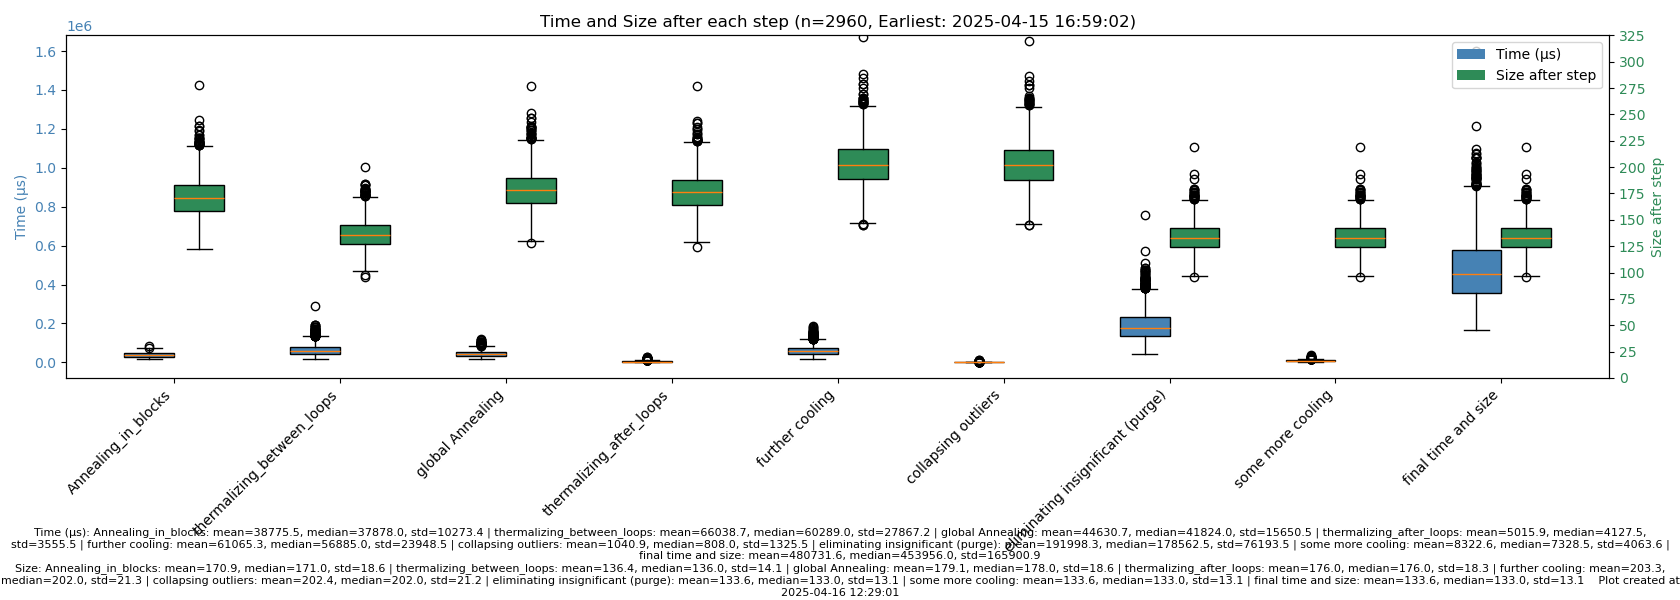 Time and Size after each step (n=2960, Earliest: 2025-04-15 16:59:02)
1e6
1.6
1.4
1.2
1.0
0.8
0.6
0.4
0.2
0.0
Time (µs)
Time (µs)
Size after step
325
300
275
250
225
200
175
150
125
100
75
50
25
0
Size after step
Annealing_in_blocks
thermalizing_between_loops
global Annealing
thermalizing_after_loops
further cooling
collapsing outliers
eliminating insignificant (purge)
some more cooling
final time and size
Time (µs): Annealing_in_blocks: mean=38775.5, median=37878.0, std=10273.4 | thermalizing_between_loops: mean=66038.7, median=60289.0, std=27867.2 | global Annealing: mean=44630.7, median=41824.0, std=15650.5 | thermalizing_after_loops: mean=5015.9, median=4127.5,
std=3555.5 | further cooling: mean=61065.3, median=56885.0, std=23948.5 | collapsing outliers: mean=1040.9, median=808.0, std=1325.5 | eliminating insignificant (purge): mean=191998.3, median=178562.5, std=76193.5 | some more cooling: mean=8322.6, median=7328.5, std=4063.6 |
final time and size: mean=480731.6, median=453956.0, std=165900.9
Size: Annealing_in_blocks: mean=170.9, median=171.0, std=18.6 | thermalizing_between_loops: mean=136.4, median=136.0, std=14.1 | global Annealing: mean=179.1, median=178.0, std=18.6 | thermalizing_after_loops: mean=176.0, median=176.0, std=18.3 | further cooling: mean=203.3,
median=202.0, std=21.3 | collapsing outliers: mean=202.4, median=202.0, std=21.2 | eliminating insignificant (purge): mean=133.6, median=133.0, std=13.1 | some more cooling: mean=133.6, median=133.0, std=13.1 | final time and size: mean=133.6, median=133.0, std=13.1 Plot created at
2025-04-16 12:29:01